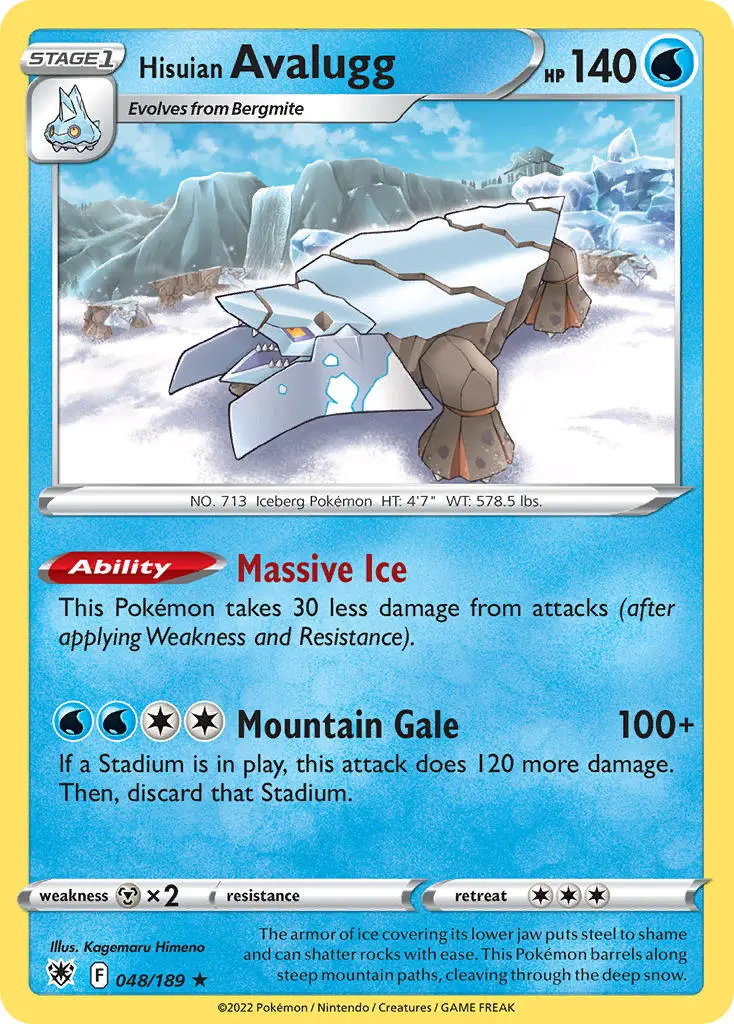 STAGE 1
Hisuian Avalugg
HP 140
Evolves from Bergmite
NO. 713 Iceberg Pokémon HT: 4'7" WT: 578.5 lbs.
Ability Massive Ice
This Pokémon takes 30 less damage from attacks (after
applying Weakness and Resistance).
Mountain Gale 100+
If a Stadium is in play, this attack does 120 more damage.
Then, discard that Stadium.
weakness ×2 resistance retreat
Illus. Kagemaru Himeno
F 048/189 ★
The armor of ice covering its lower jaw puts steel to shame
and can shatter rocks with ease. This Pokémon barrels along
steep mountain paths, cleaving through the deep snow.
©2022 Pokémon / Nintendo / Creatures / GAME FREAK